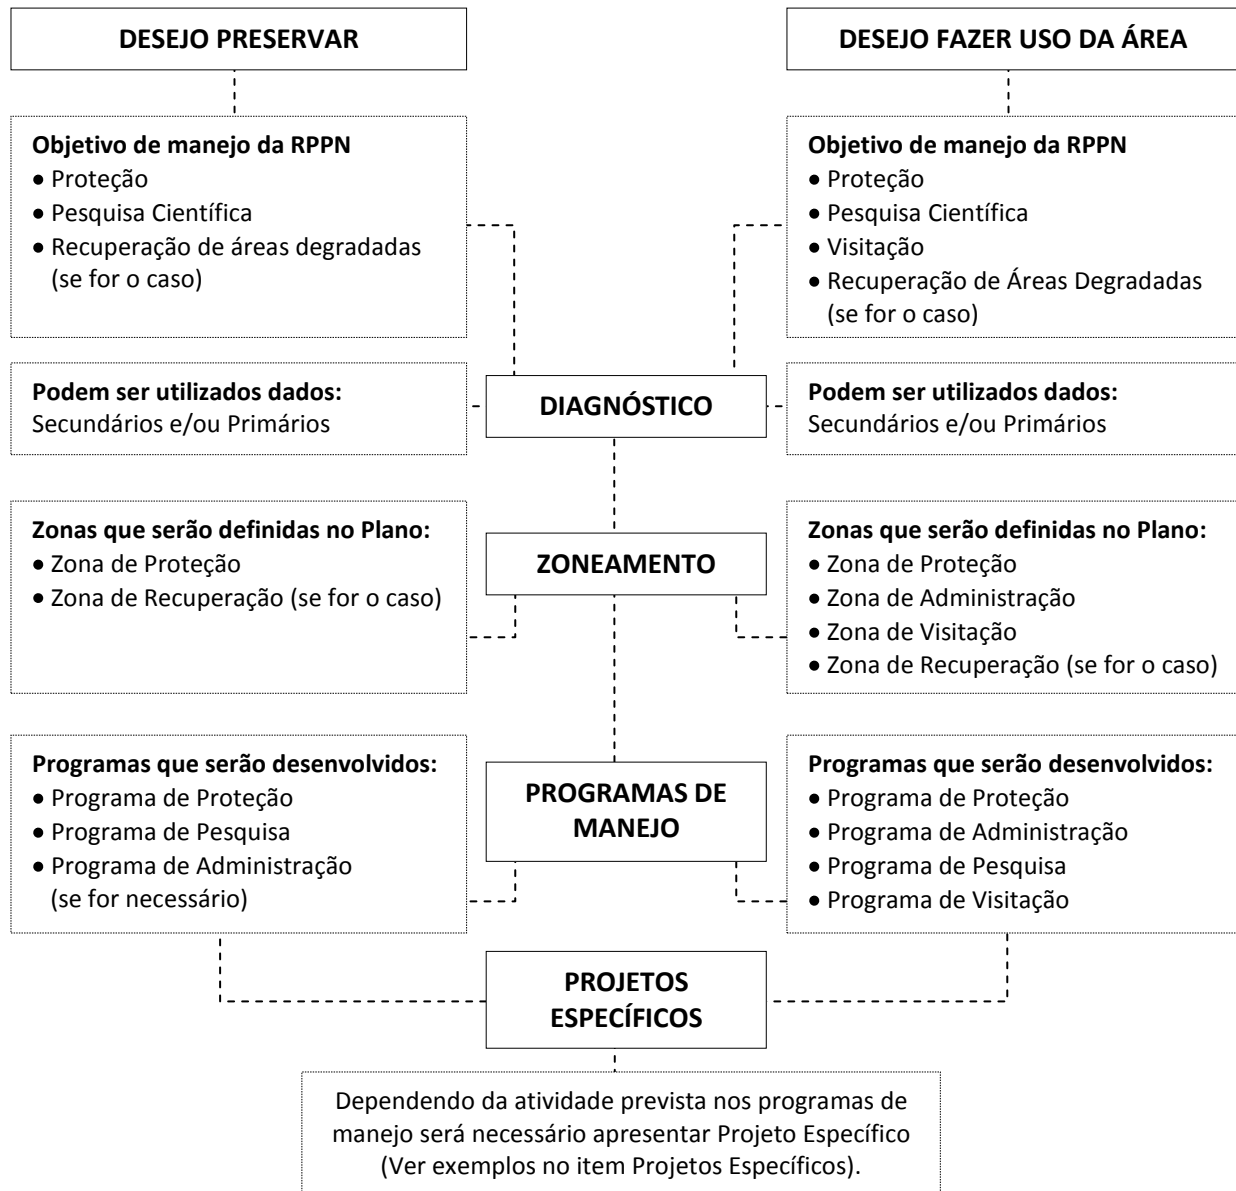 DESEJO PRESERVAR
DESEJO FAZER USO DA ÁREA
Objetivo de manejo da RPPN
• Proteção
• Pesquisa Científica
• Recuperação de áreas degradadas
(se for o caso)
Objetivo de manejo da RPPN
• Proteção
• Pesquisa Científica
• Visitação
• Recuperação de Áreas Degradadas
(se for o caso)
Podem ser utilizados dados:
Secundários e/ou Primários
DIAGNÓSTICO
Podem ser utilizados dados:
Secundários e/ou Primários
Zonas que serão definidas no Plano:
• Zona de Proteção
• Zona de Recuperação (se for o caso)
ZONEAMENTO
Zonas que serão definidas no Plano:
• Zona de Proteção
• Zona de Administração
• Zona de Visitação
• Zona de Recuperação (se for o caso)
Programas que serão desenvolvidos:
• Programa de Proteção
• Programa de Pesquisa
• Programa de Administração
(se for necessário)
PROGRAMAS DE
MANEJO
Programas que serão desenvolvidos:
• Programa de Proteção
• Programa de Administração
• Programa de Pesquisa
• Programa de Visitação
PROJETOS
ESPECÍFICOS
Dependendo da atividade prevista nos programas de
manejo será necessário apresentar Projeto Específico
(Ver exemplos no item Projetos Específicos).